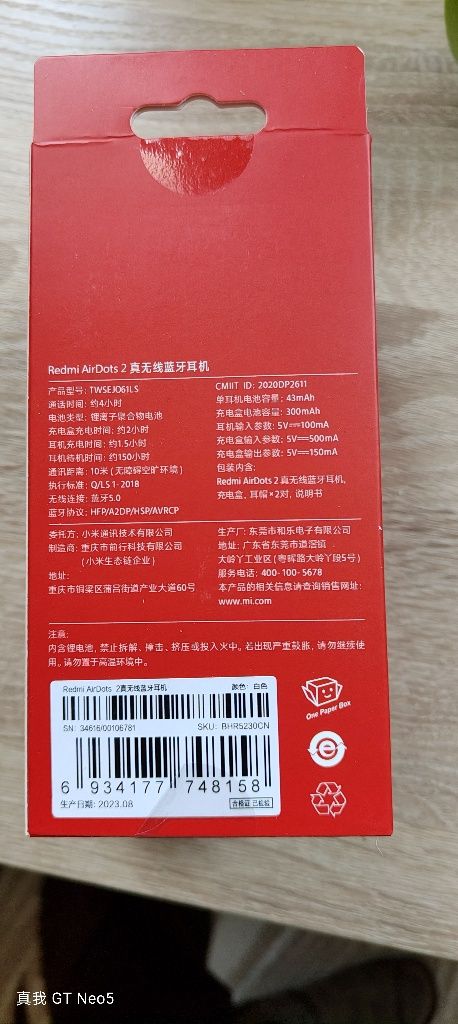 Redmi AirDots 2 真无线蓝牙耳机
产品型号: TWSEJ061LS
通话时间: 约4小时
电池类型: 锂离子聚合物电池
充电盒充电时间: 约2小时
耳机充电时间: 约1.5小时
耳机待机时间: 约150小时
通讯距离: 10米 (无障碍空旷环境)
执行标准: Q/LS 1-2018
无线连接: 蓝牙5.0
蓝牙协议: HFP/A2DP/HSP/AVRCP
CMIIT ID: 2020DP2611
单耳机电池容量: 43mAh
充电盒电池容量: 300mAh
耳机输入参数: 5V⎓100mA
充电盒输入参数: 5V⎓500mA
充电盒输出参数: 5V⎓150mA
包装内含:
Redmi AirDots 2 真无线蓝牙耳机,
充电盒, 耳帽×2对, 说明书
委托方: 小米通讯技术有限公司
制造商: 重庆市前行科技有限公司
(小米生态链企业)
地址:
重庆市铜梁区蒲吕街道产业大道60号
生产厂: 东莞市和乐电子有限公司
地址: 广东省东莞市道滘镇
大岭丫工业区 (粤晖路大岭丫段5号)
服务电话: 400-100-5678
本产品的相关信息请查询销售网址:
www.mi.com
注意:
内含锂电池, 禁止拆解、撞击、挤压或投入火中。若出现严重鼓胀, 请勿继续使
用。请勿置于高温环境中。
Redmi AirDots 2真无线蓝牙耳机 颜色: 白色
SN: 34616/00106781 SKU: BHR5230CN
6 934177 748158
生产日期: 2023.08 合格证 已检验
One Paper Box
真我 GT Neo5